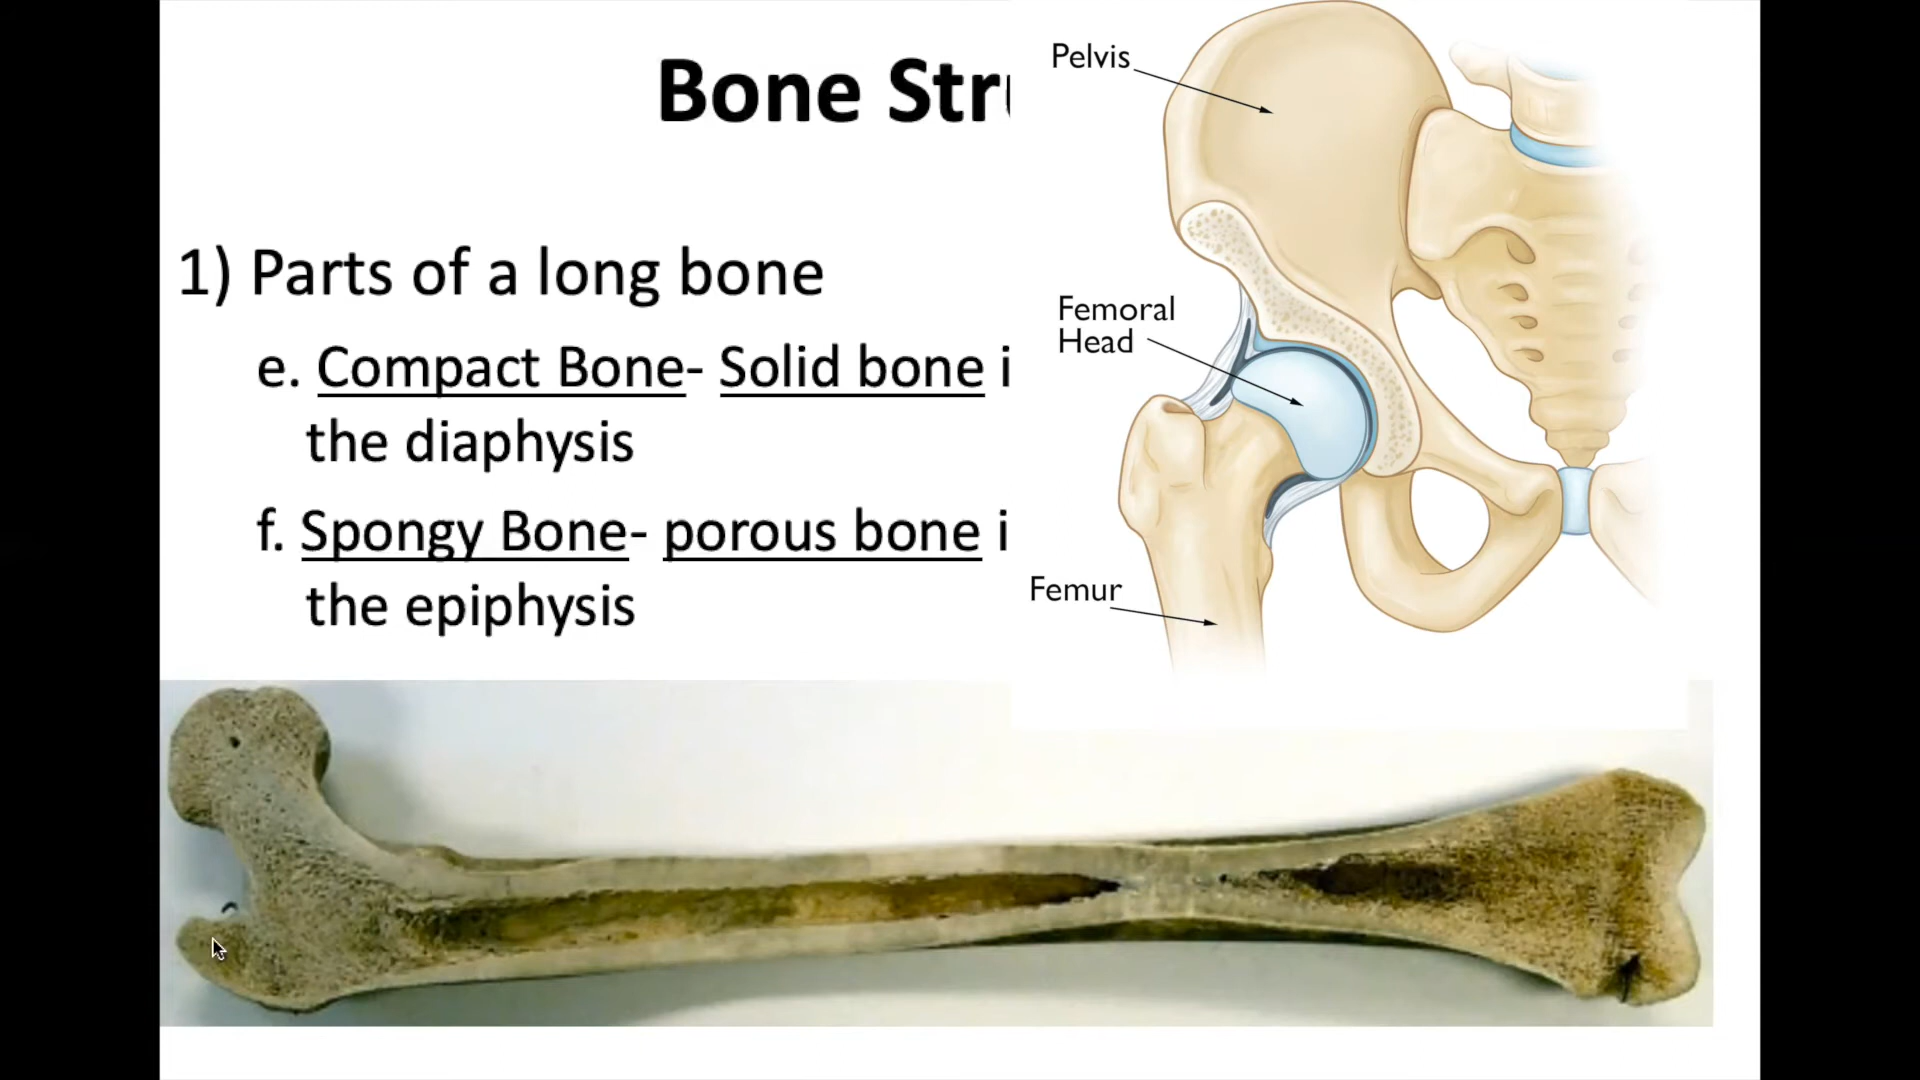 Bone Str
1) Parts of a long bone
e. Compact Bone- Solid bone i
the diaphysis
f. Spongy Bone- porous bone i
the epiphysis
Pelvis
Femoral
Head
Femur